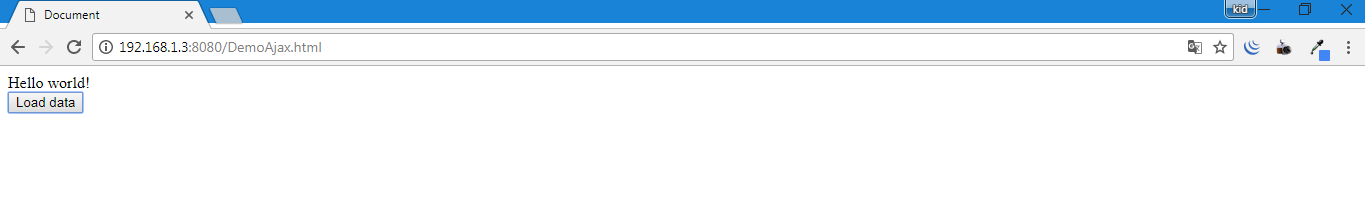 Document
kid
192.168.1.3:8080/DemoAjax.html
Hello world!
Load data